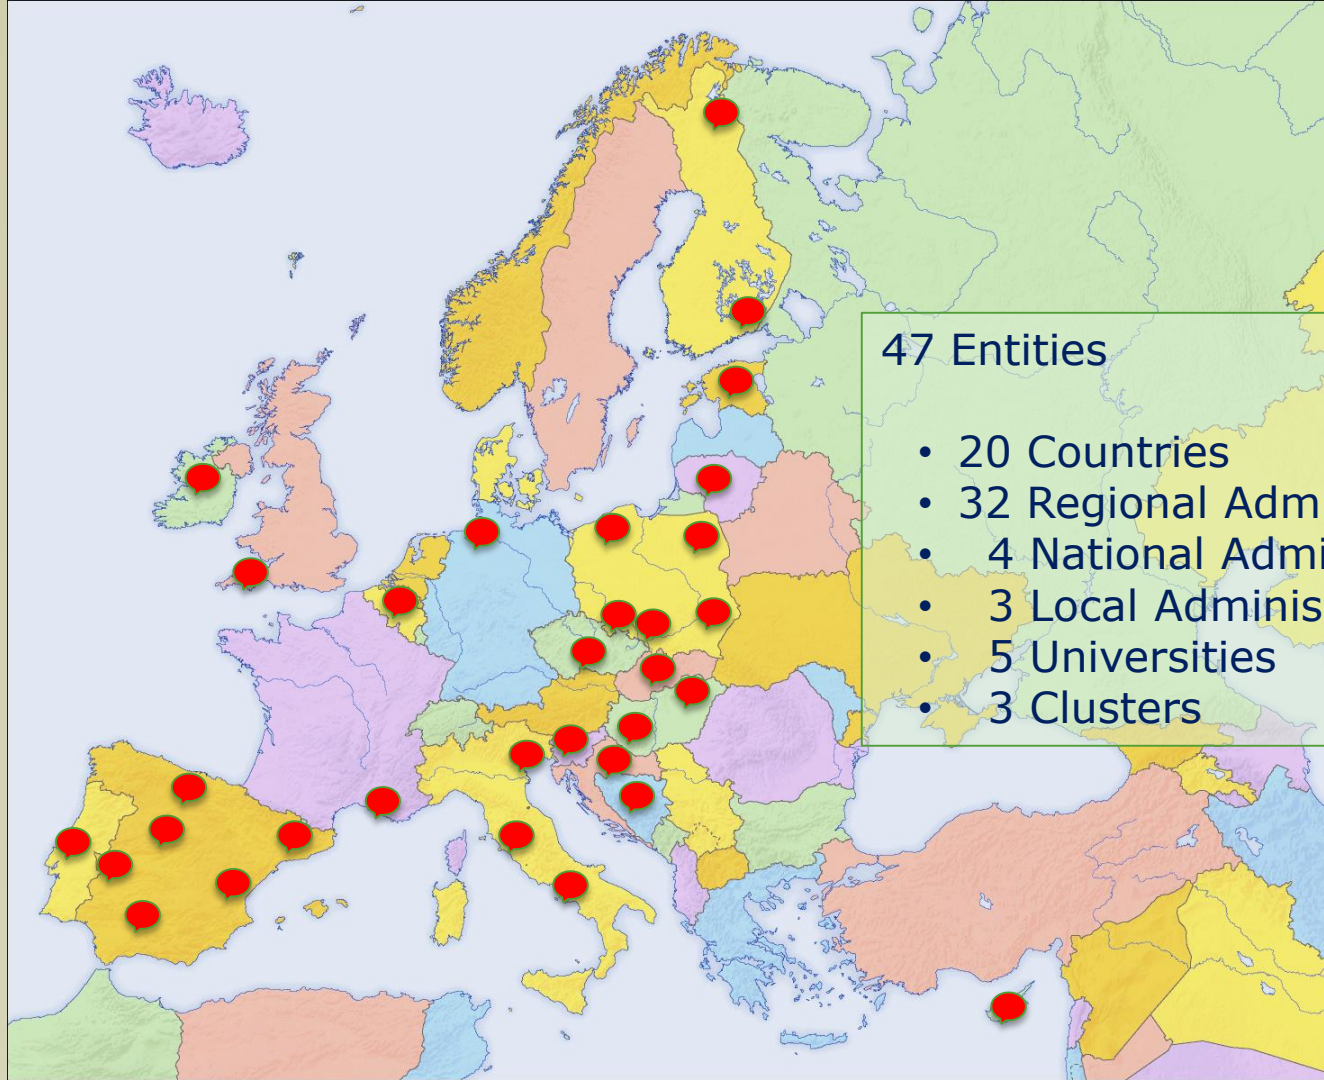 47 Entities
• 20 Countries
• 32 Regional Adm
• 4 National Admi
• 3 Local Adminis
• 5 Universities
• 3 Clusters